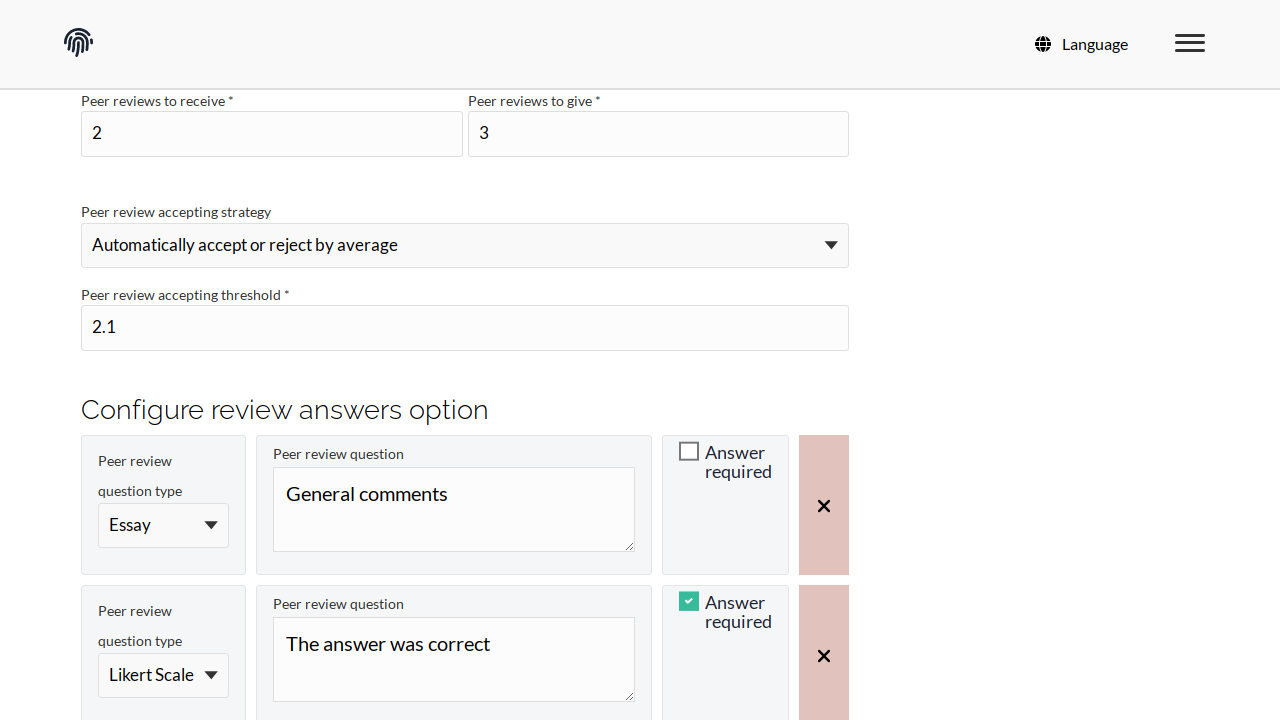 Language
Peer reviews to receive *
Peer reviews to give *
2
3
Peer review accepting strategy
Automatically accept or reject by average
Peer review accepting threshold *
2.1
Configure review answers option
Peer review
question type
Essay
Peer review question
General comments
Answer
required
Peer review
question type
Likert Scale
Peer review question
The answer was correct
Answer
required